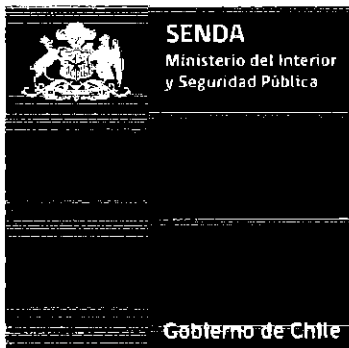 SENDA
Ministerio del Interior
y Seguridad Pública
Gobierno de Chile